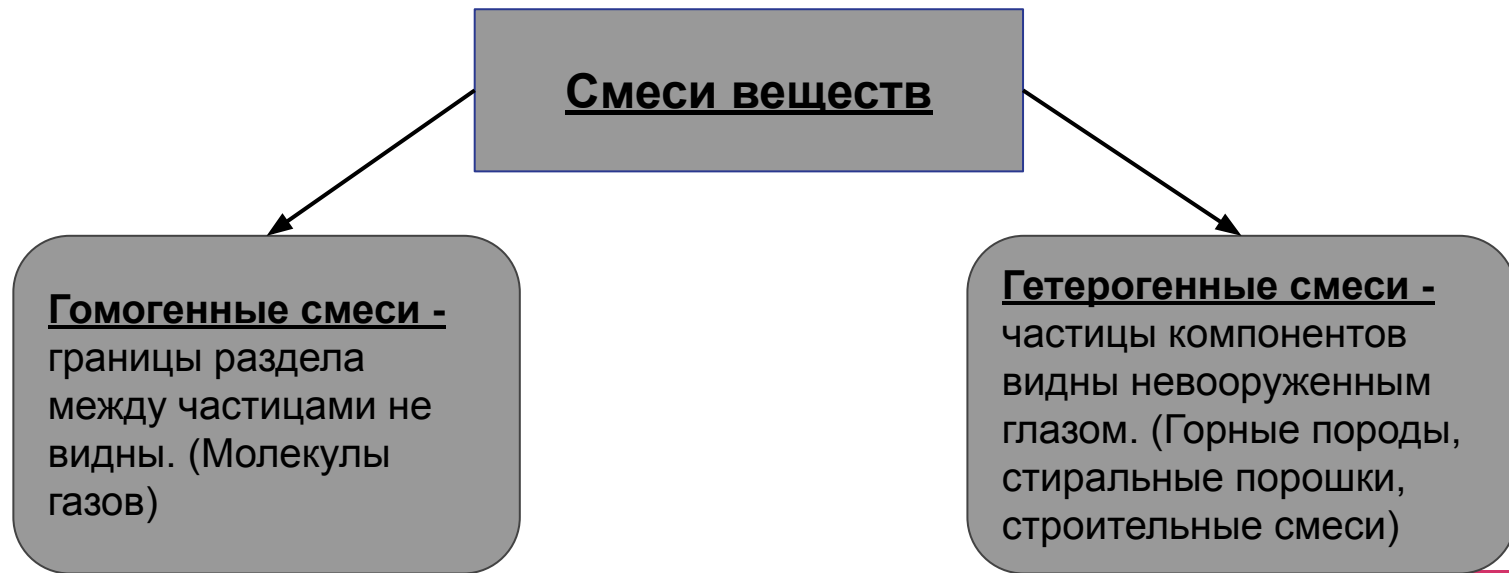 Смеси веществ
Гомогенные смеси -
границы раздела
между частицами не
видны. (Молекулы
газов)
Гетерогенные смеси -
частицы компонентов
видны невооруженным
глазом. (Горные породы,
стиральные порошки,
строительные смеси)